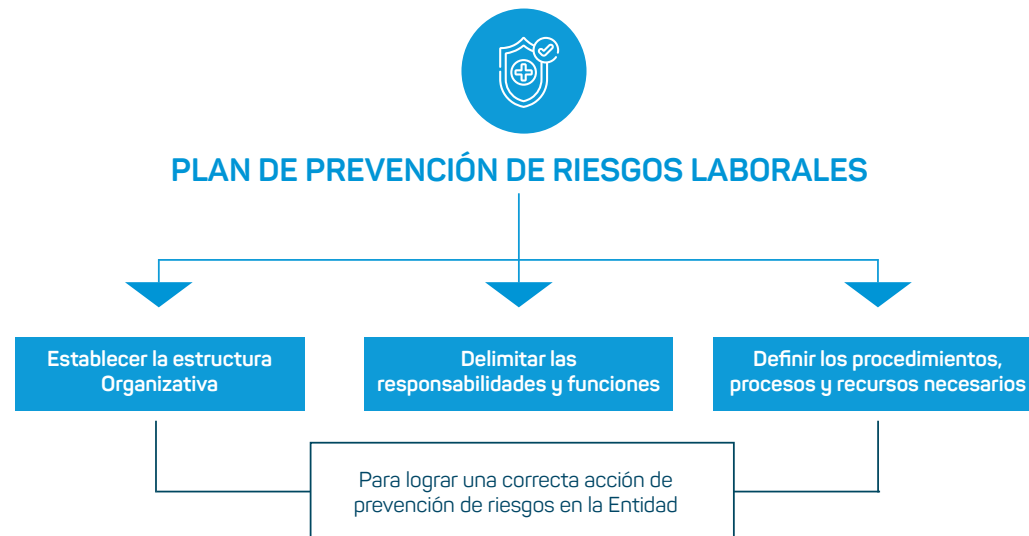 PLAN DE PREVENCIÓN DE RIESGOS LABORALES
Establecer la estructura
Organizativa
Delimitar las
responsabilidades y funciones
Definir los procedimientos,
procesos y recursos necesarios
Para lograr una correcta acción de
prevención de riesgos en la Entidad